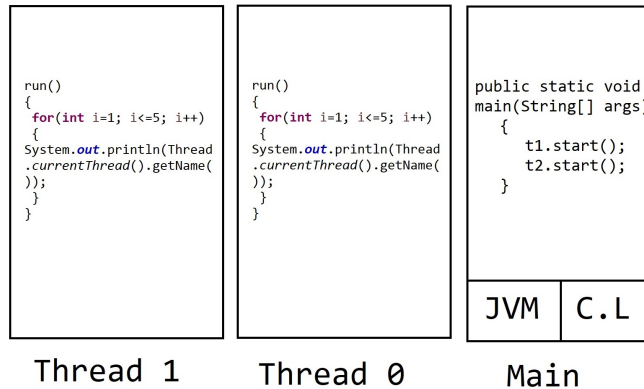 run()
{
for(int i=1; i<=5; i++)
{
System.out.println(Thread
.currentThread().getName(
));
}
}
Thread 1
run()
{
for(int i=1; i<=5; i++)
{
System.out.println(Thread
.currentThread().getName(
));
}
}
Thread 0
public static void
main(String[] args)
{
t1.start();
t2.start();
}
JVM
C.L
Main